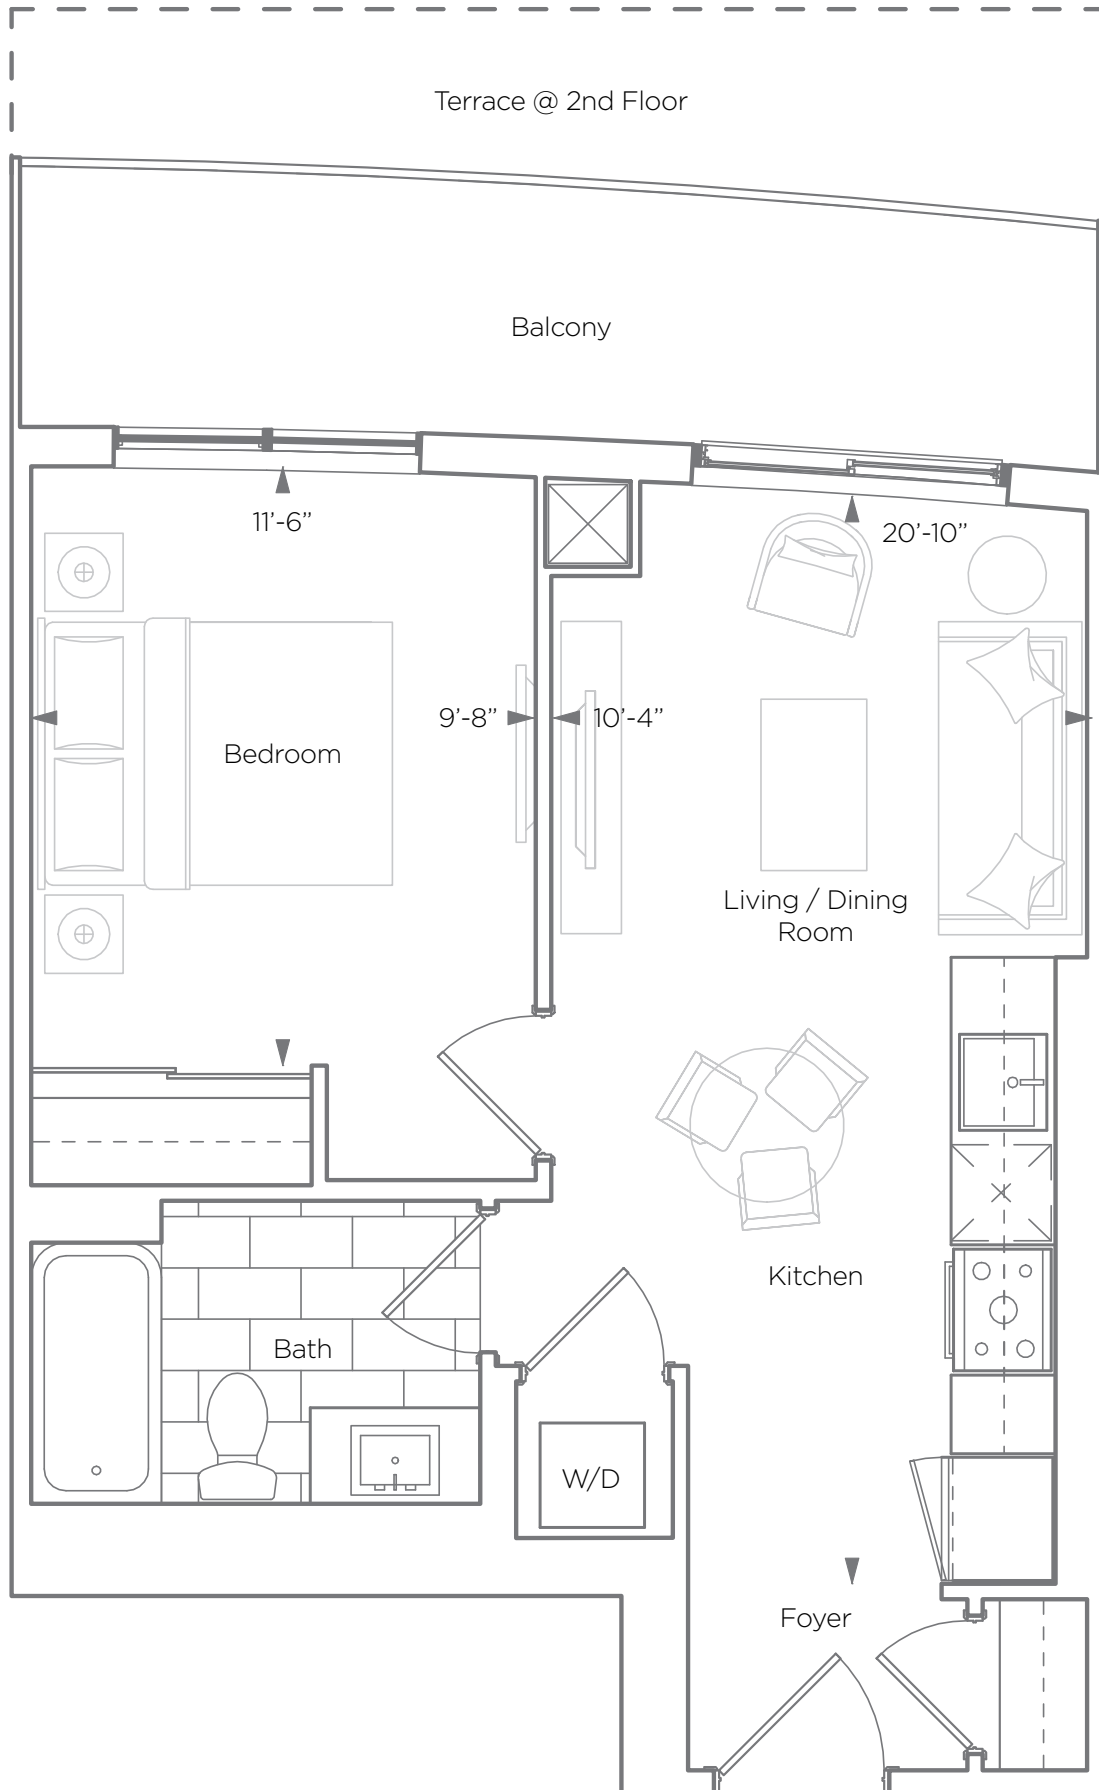 Terrace @ 2nd Floor
Balcony
11’-6”
20’-10”
9’-8”
10’-4”
Bedroom
Living / Dining
Room
Kitchen
Bath
W/D
Foyer